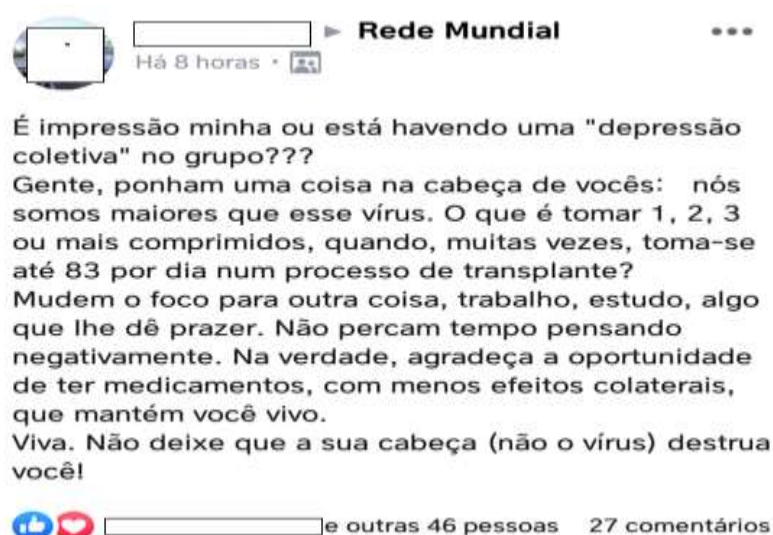 Rede Mundial
Há 8 horas
É impressão minha ou está havendo uma "depressão
coletiva" no grupo???
Gente, ponham uma coisa na cabeça de vocês: nós
somos maiores que esse vírus. O que é tomar 1, 2, 3
ou mais comprimidos, quando, muitas vezes, toma-se
até 83 por dia num processo de transplante?
Mudem o foco para outra coisa, trabalho, estudo, algo
que lhe dê prazer. Não percam tempo pensando
negativamente. Na verdade, agradeça a oportunidade
de ter medicamentos, com menos efeitos colaterais,
que mantém você vivo.
Viva. Não deixe que a sua cabeça (não o vírus) destrua
você!
e outras 46 pessoas 27 comentários